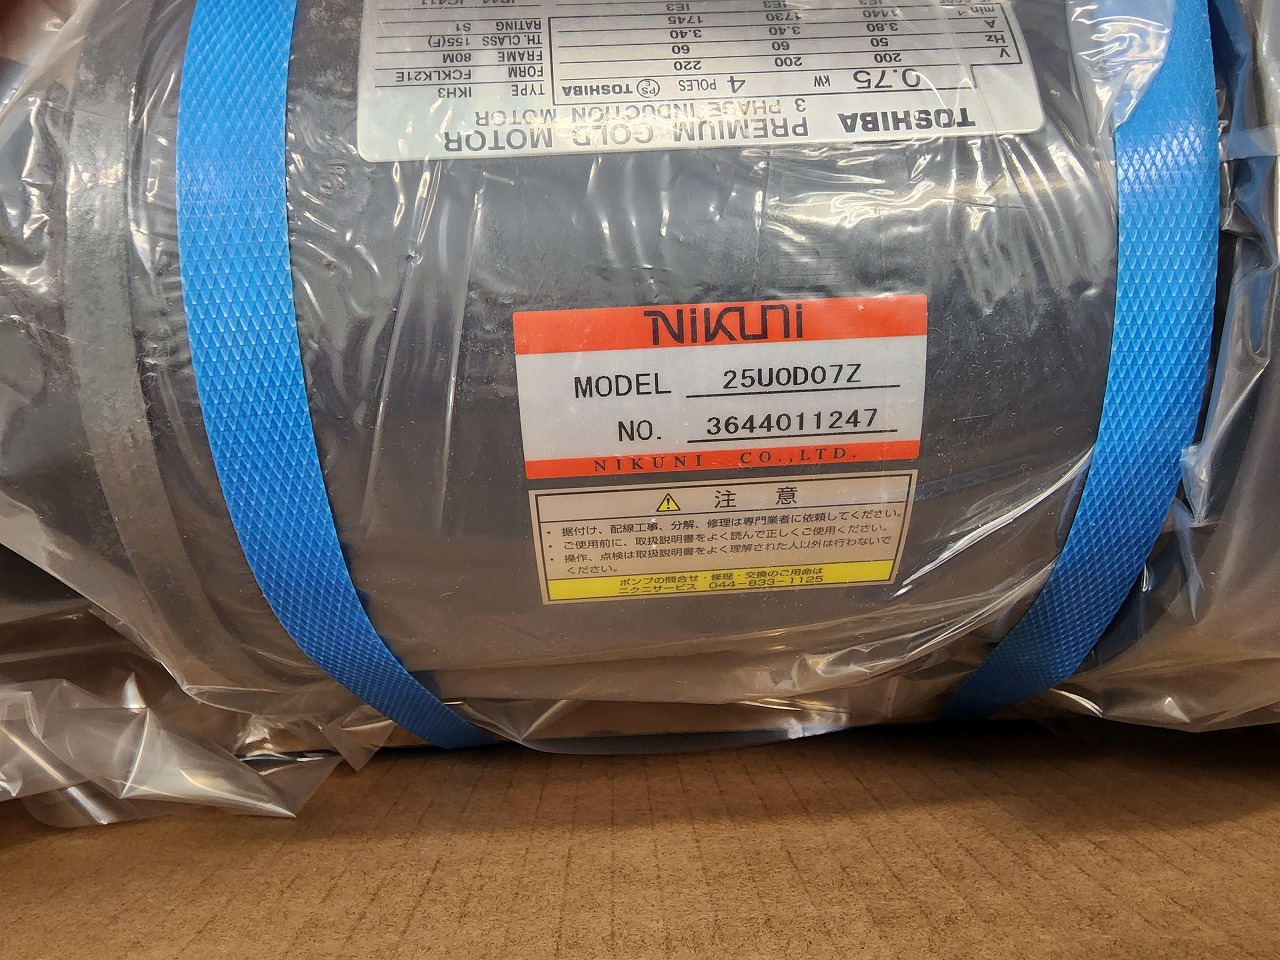 TOSHIBA PREMIUM GOLD MOTOR
3 PHASE INDUCTION MOTOR
0.75 kW 4 POLES PSE TOSHIBA
TYPE IKH3
FORM FCKLK21E
FRAME 80M
TH.CLASS 155(F)
RATING S1
V 200 200 220
Hz 50 60 60
A 3.80 3.40 3.40
min-1 1440 1730 1745
IE3 IE3 IE3
NiKUNi
MODEL 25U0D07Z
NO. 3644011247
NIKUNI CO.,LTD.
注 意
・据付け、配線工事、分解、修理は専門業者に依頼してください。
・ご使用前に、取扱説明書をよく読んで正しくご使用ください。
・操作、点検は取扱説明書をよく理解された人以外は行わないで
ください。
ポンプの問合せ・修理・交換のご用命は
ニクニサービス 044-833-1125